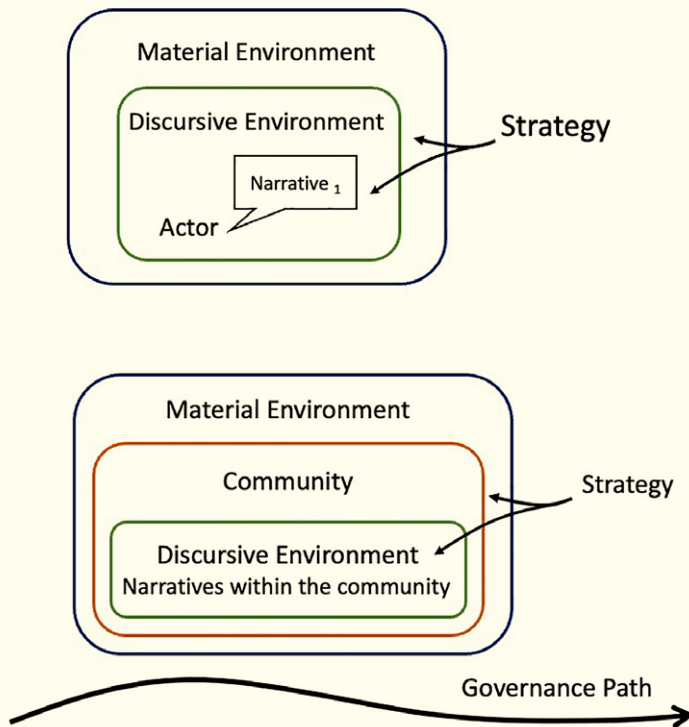 Material Environment
Discursive Environment
Strategy
Narrative 1
Actor
Material Environment
Community
Strategy
Discursive Environment
Narratives within the community
Governance Path